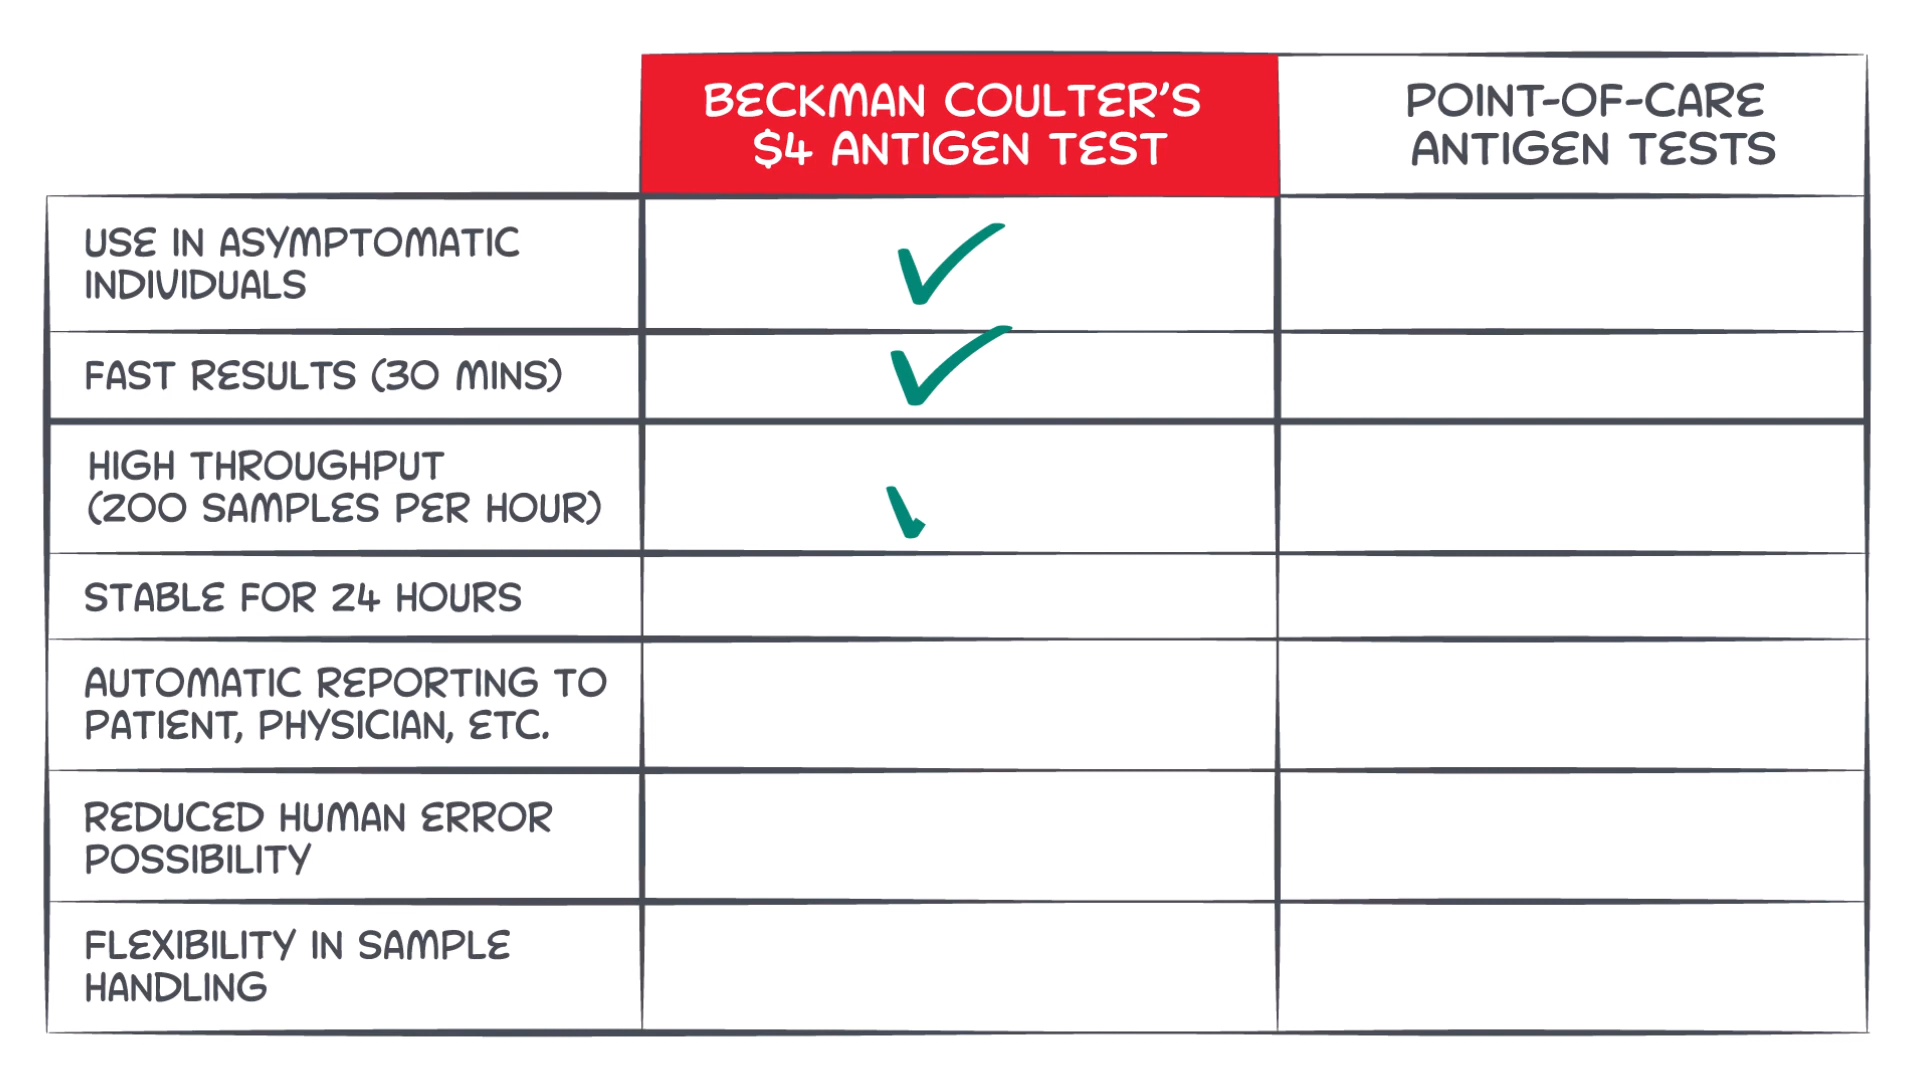 BECKMAN COULTER'S
$4 ANTIGEN TEST
POINT-OF-CARE
ANTIGEN TESTS
USE IN ASYMPTOMATIC
INDIVIDUALS
FAST RESULTS (30 MINS)
HIGH THROUGHPUT
(200 SAMPLES PER HOUR)
STABLE FOR 24 HOURS
AUTOMATIC REPORTING TO
PATIENT, PHYSICIAN, ETC.
REDUCED HUMAN ERROR
POSSIBILITY
FLEXIBILITY IN SAMPLE
HANDLING